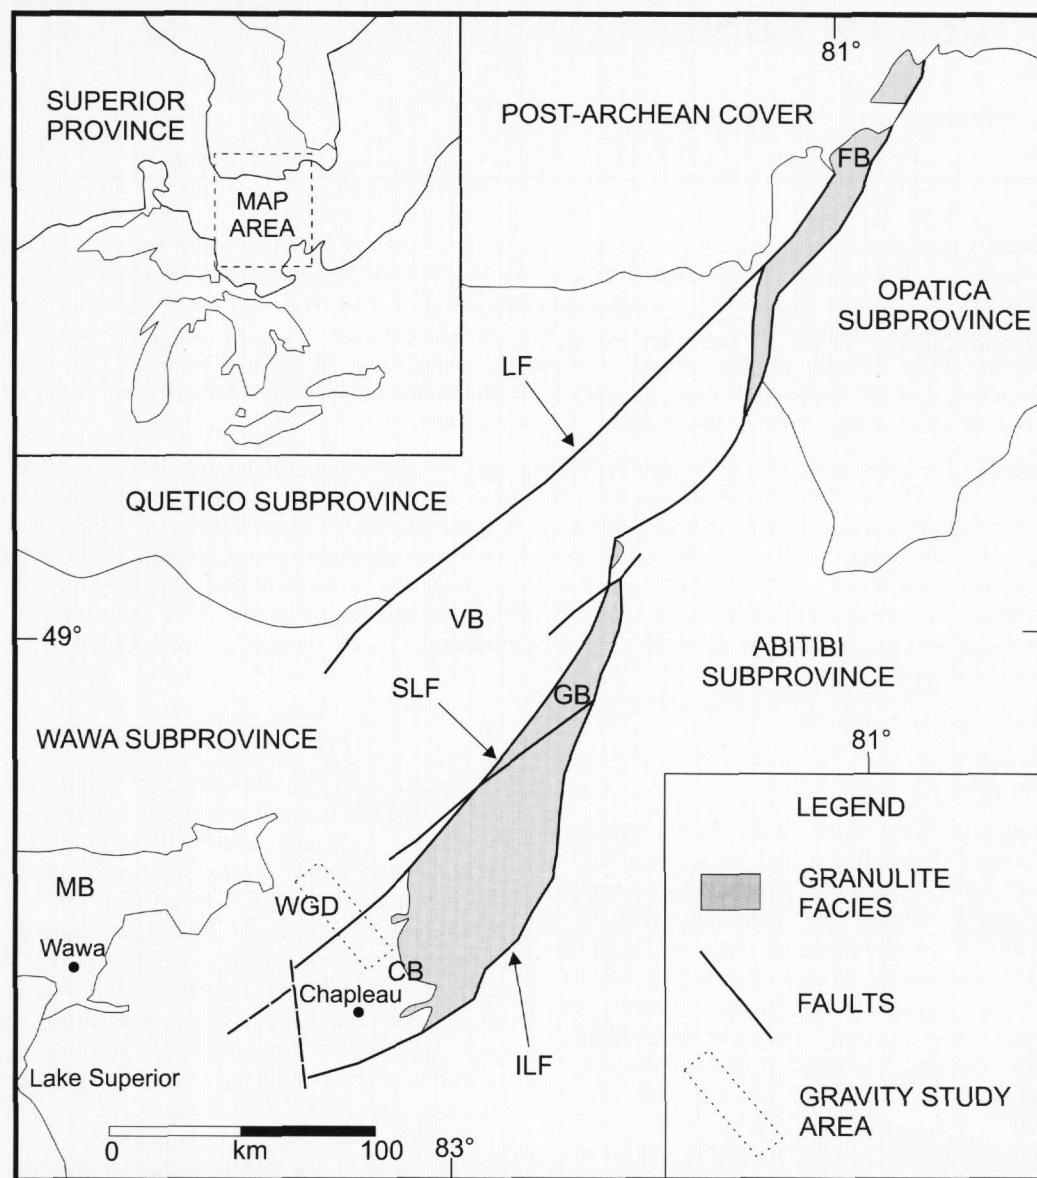 SUPERIOR
PROVINCE
MAP
AREA
POST-ARCHEAN COVER
81°
FB
OPATICA
SUBPROVINCE
LF
QUETICO SUBPROVINCE
49°
VB
ABITIBI
SUBPROVINCE
SLF
GB
WAWA SUBPROVINCE
81°
LEGEND
GRANULITE
FACIES
FAULTS
GRAVITY STUDY
AREA
MB
WGD
Wawa
CB
Chapleau
ILF
Lake Superior
0 km 100
83°